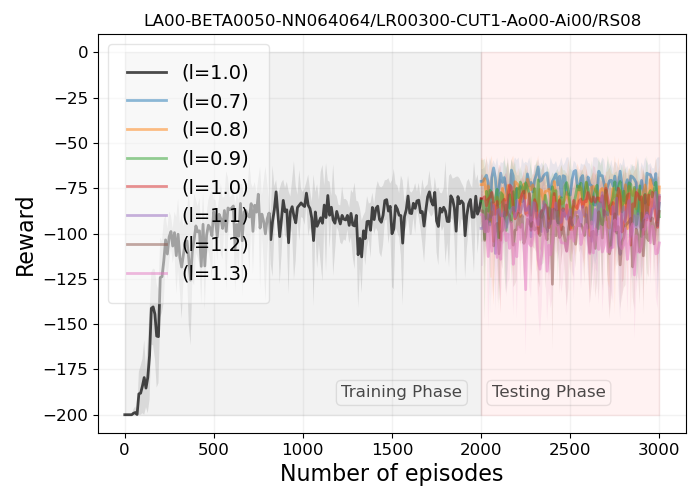 LA00-BETA0050-NN064064/LR00300-CUT1-Ao00-Ai00/RS08
Reward
0
−25
−50
−75
−100
−125
−150
−175
−200
(l=1.0)
(l=0.7)
(l=0.8)
(l=0.9)
(l=1.0)
(l=1.1)
(l=1.2)
(l=1.3)
Training Phase
Testing Phase
0
500
1000
1500
2000
2500
3000
Number of episodes